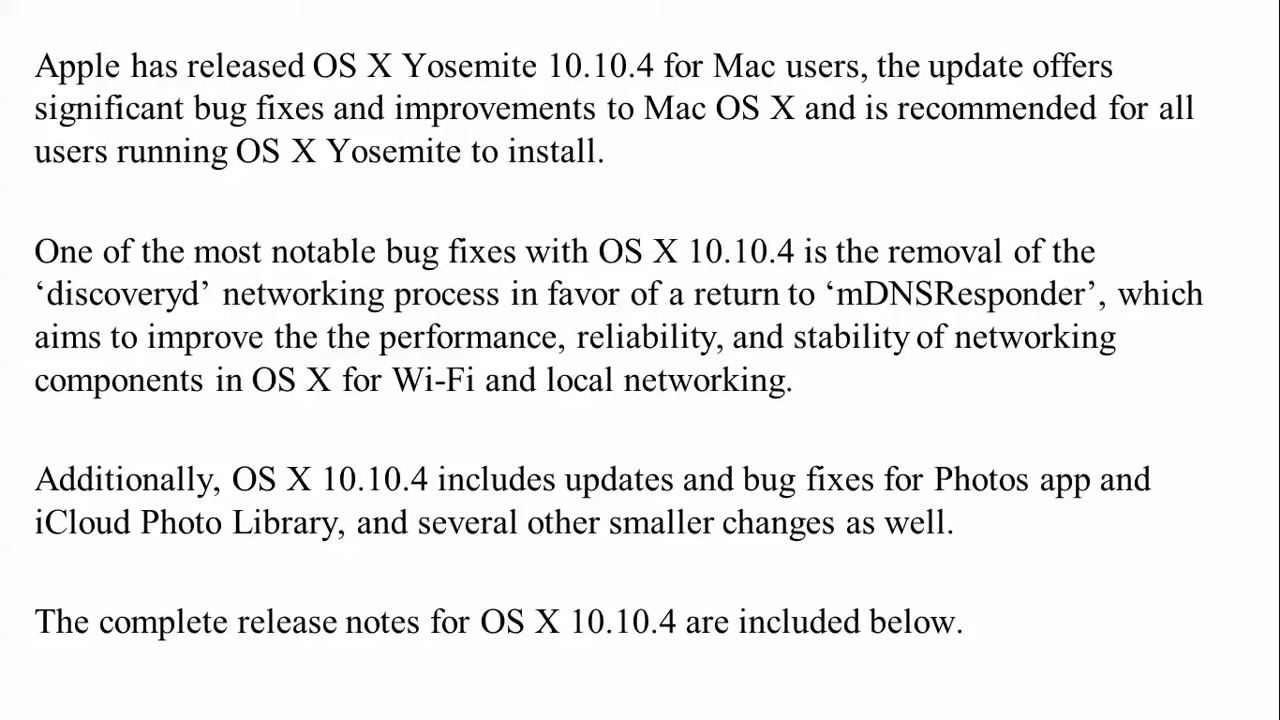 Apple has released OS X Yosemite 10.10.4 for Mac users, the update offers
significant bug fixes and improvements to Mac OS X and is recommended for all
users running OS X Yosemite to install.
One of the most notable bug fixes with OS X 10.10.4 is the removal of the
‘discoveryd’ networking process in favor of a return to ‘mDNSResponder’, which
aims to improve the the performance, reliability, and stability of networking
components in OS X for Wi-Fi and local networking.
Additionally, OS X 10.10.4 includes updates and bug fixes for Photos app and
iCloud Photo Library, and several other smaller changes as well.
The complete release notes for OS X 10.10.4 are included below.